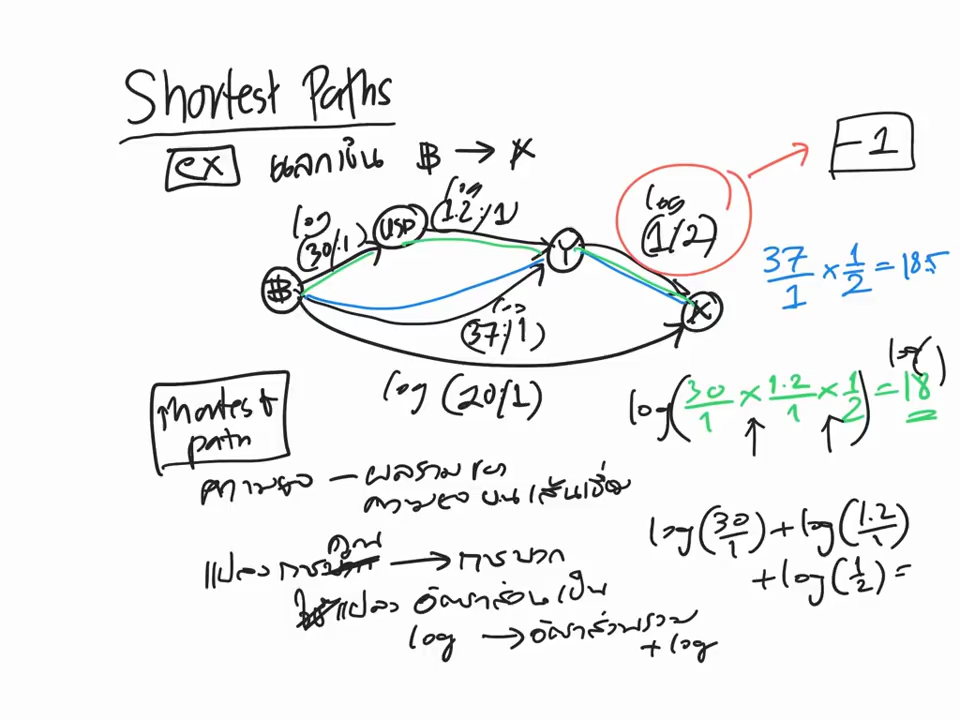 Shortest Paths
ex แลกเงิน ฿ → X
-1
log (30/1)
USD
log (1.2/1)
log (1/2)
฿
Y
X
37/1 × 1/2 = 18.5
log (37/1)
log (20/1)
log(30/1 × 1.2/1 × 1/2) = 18
log( )
shortest path
ความยาว — ผลรวมของ
ความยาวบนเส้นเชื่อม
แปลงการคูณ → การบวก
แปลง อัตราส่วนเป็น
log → อัตราส่วนรวม
+ log
log(30/1) + log(1.2/1)
+ log(1/2) =